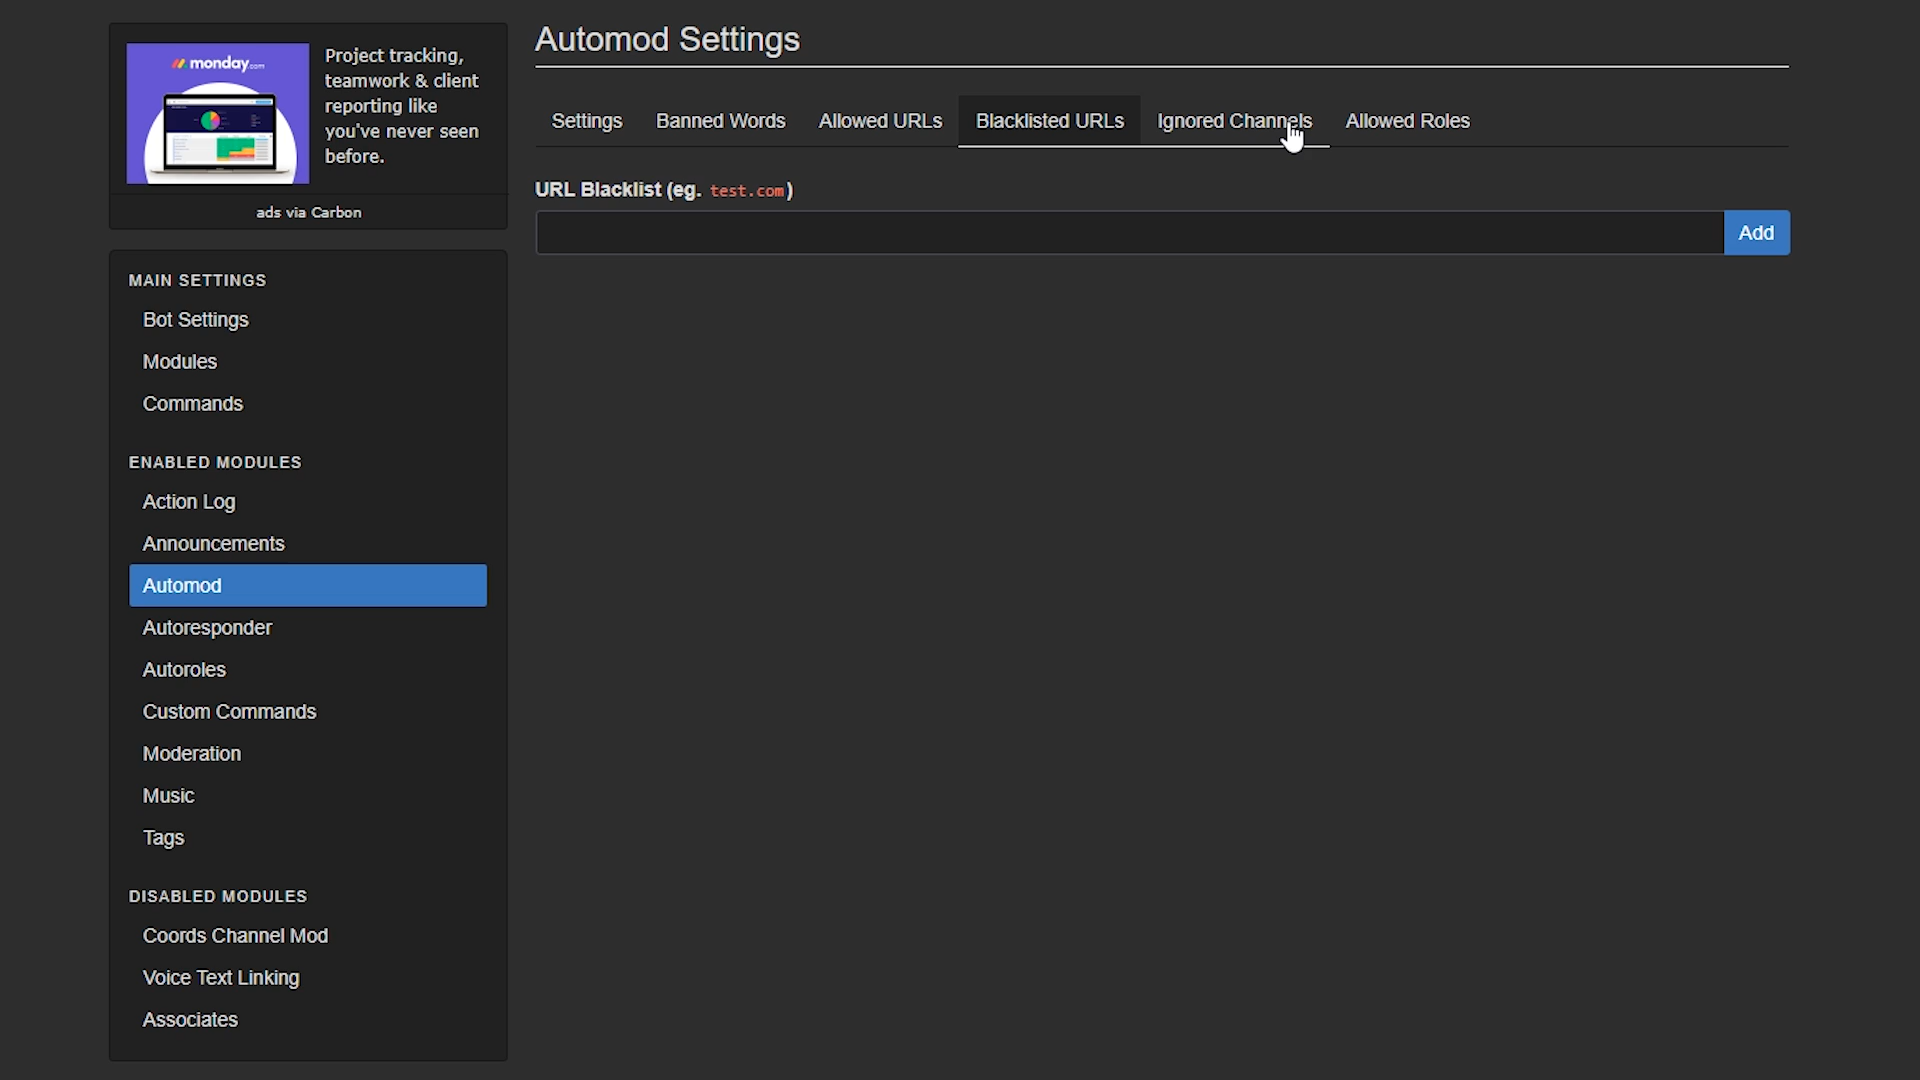 monday.com
Project tracking,
teamwork & client
reporting like
you've never seen
before.
ads via Carbon
MAIN SETTINGS
Bot Settings
Modules
Commands
ENABLED MODULES
Action Log
Announcements
Automod
Autoresponder
Autoroles
Custom Commands
Moderation
Music
Tags
DISABLED MODULES
Coords Channel Mod
Voice Text Linking
Associates
Automod Settings
Settings Banned Words Allowed URLs Blacklisted URLs Ignored Channels Allowed Roles
URL Blacklist (eg. test.com)
Add